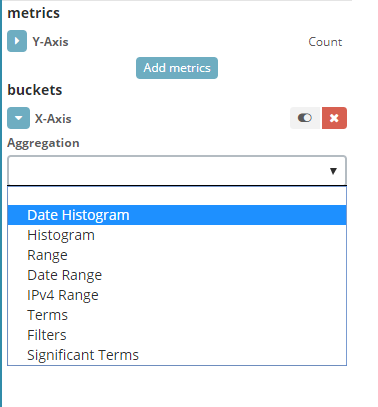 metrics
Y-Axis Count
Add metrics
buckets
X-Axis
Aggregation
Date Histogram
Histogram
Range
Date Range
IPv4 Range
Terms
Filters
Significant Terms